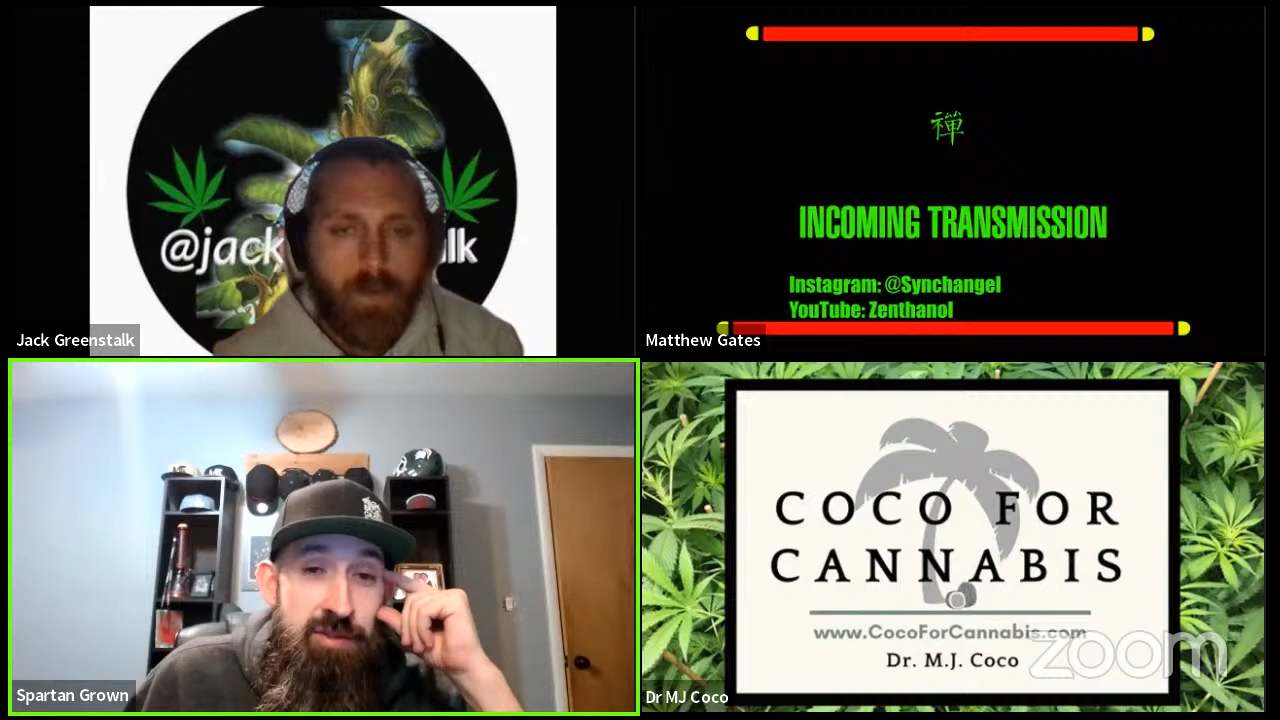 @jack
lk
Jack Greenstalk
禪
INCOMING TRANSMISSION
Instagram: @Synchangel
YouTube: Zenthanol
Matthew Gates
Spartan Grown
COCO FOR
CANNABIS
www.CocoForCannabis.com
Dr. M.J. Coco
zoom
Dr MJ Coco